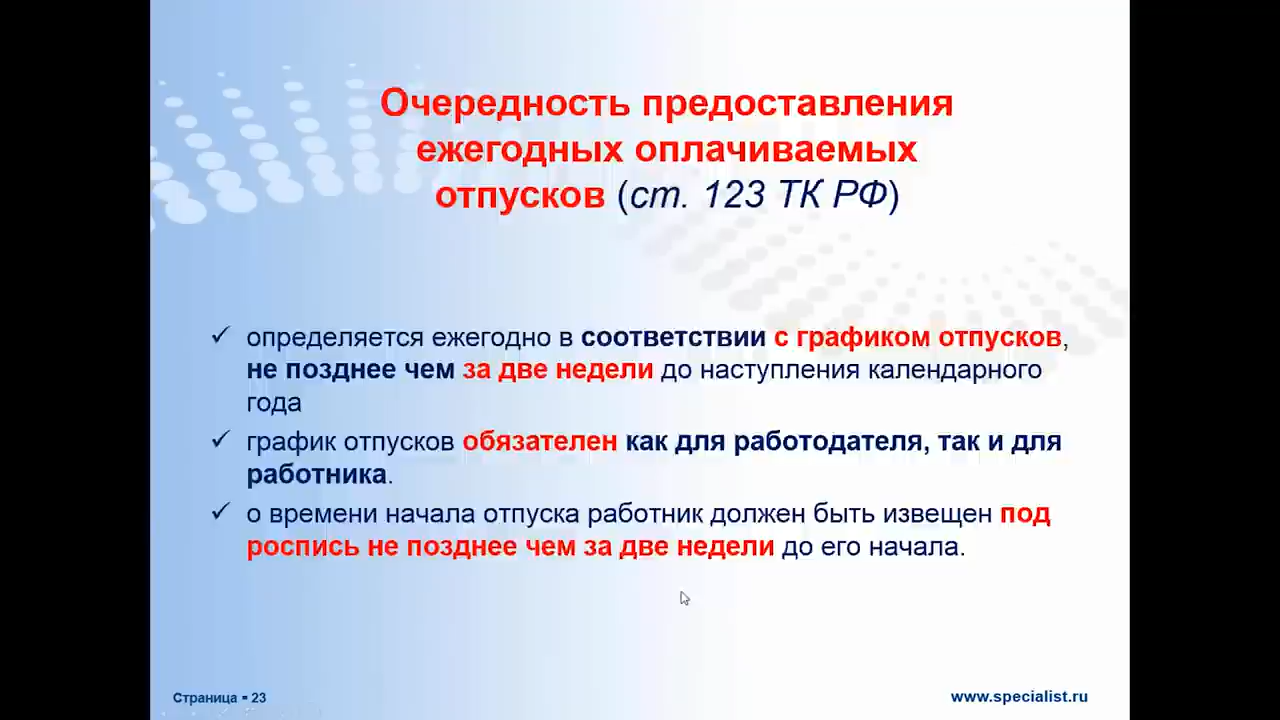 Очередность предоставления
ежегодных оплачиваемых
отпусков (ст. 123 ТК РФ)
✓ определяется ежегодно в соответствии с графиком отпусков,
не позднее чем за две недели до наступления календарного
года
✓ график отпусков обязателен как для работодателя, так и для
работника.
✓ о времени начала отпуска работник должен быть извещен под
роспись не позднее чем за две недели до его начала.
Страница ▪ 23
www.specialist.ru